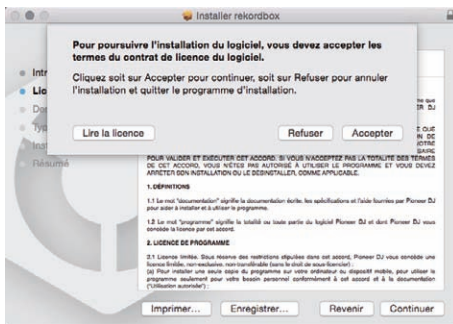 Installer rekordbox
Pour poursuivre l'installation du logiciel, vous devez accepter les
termes du contrat de licence du logiciel.
Cliquez soit sur Accepter pour continuer, soit sur Refuser pour annuler
l'installation et quitter le programme d'installation.
Lire la licence
Refuser
Accepter
Intr
Lic
Typ
Inst
Résumé
POUR VALIDER ET EXÉCUTER CET ACCORD. SI VOUS N'ACCEPTEZ PAS LA TOTALITÉ DES TERMES
DE CET ACCORD, VOUS N'ÊTES PAS AUTORISÉ À UTILISER LE PROGRAMME ET VOUS DEVEZ
ARRÊTER SON INSTALLATION OU LE DÉSINSTALLER, COMME APPLICABLE.
1. DÉFINITIONS
1.1 Le mot "documentation" signifie la documentation écrite, les spécifications et l'aide fournies par Pioneer DJ
pour aider à installer et à utiliser le programme.
1.2 Le mot "programme" signifie la totalité ou toute partie du logiciel Pioneer DJ et dont Pioneer DJ vous
concède la licence par cet accord.
2. LICENCE DE PROGRAMME
2.1 License limitée. Sous réserve des restrictions stipulées dans cet accord, Pioneer DJ vous concède une
licence limitée, non-exclusive, non-transférable (sans le droit de sous-licencier) :
(a) Pour installer une seule copie du programme sur votre ordinateur ou dispositif mobile, pour utiliser le
programme seulement pour votre besoin personnel conformément à cet accord et à la documentation
("Utilisation autorisée") ;
Imprimer...
Enregistrer...
Revenir
Continuer